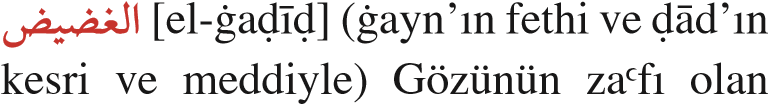 الغضيض [el-ġaḍīḍ] (ġayn’ın fethi ve ḍād’ın
kesri ve meddiyle) Gözünün zaᶜfı olan